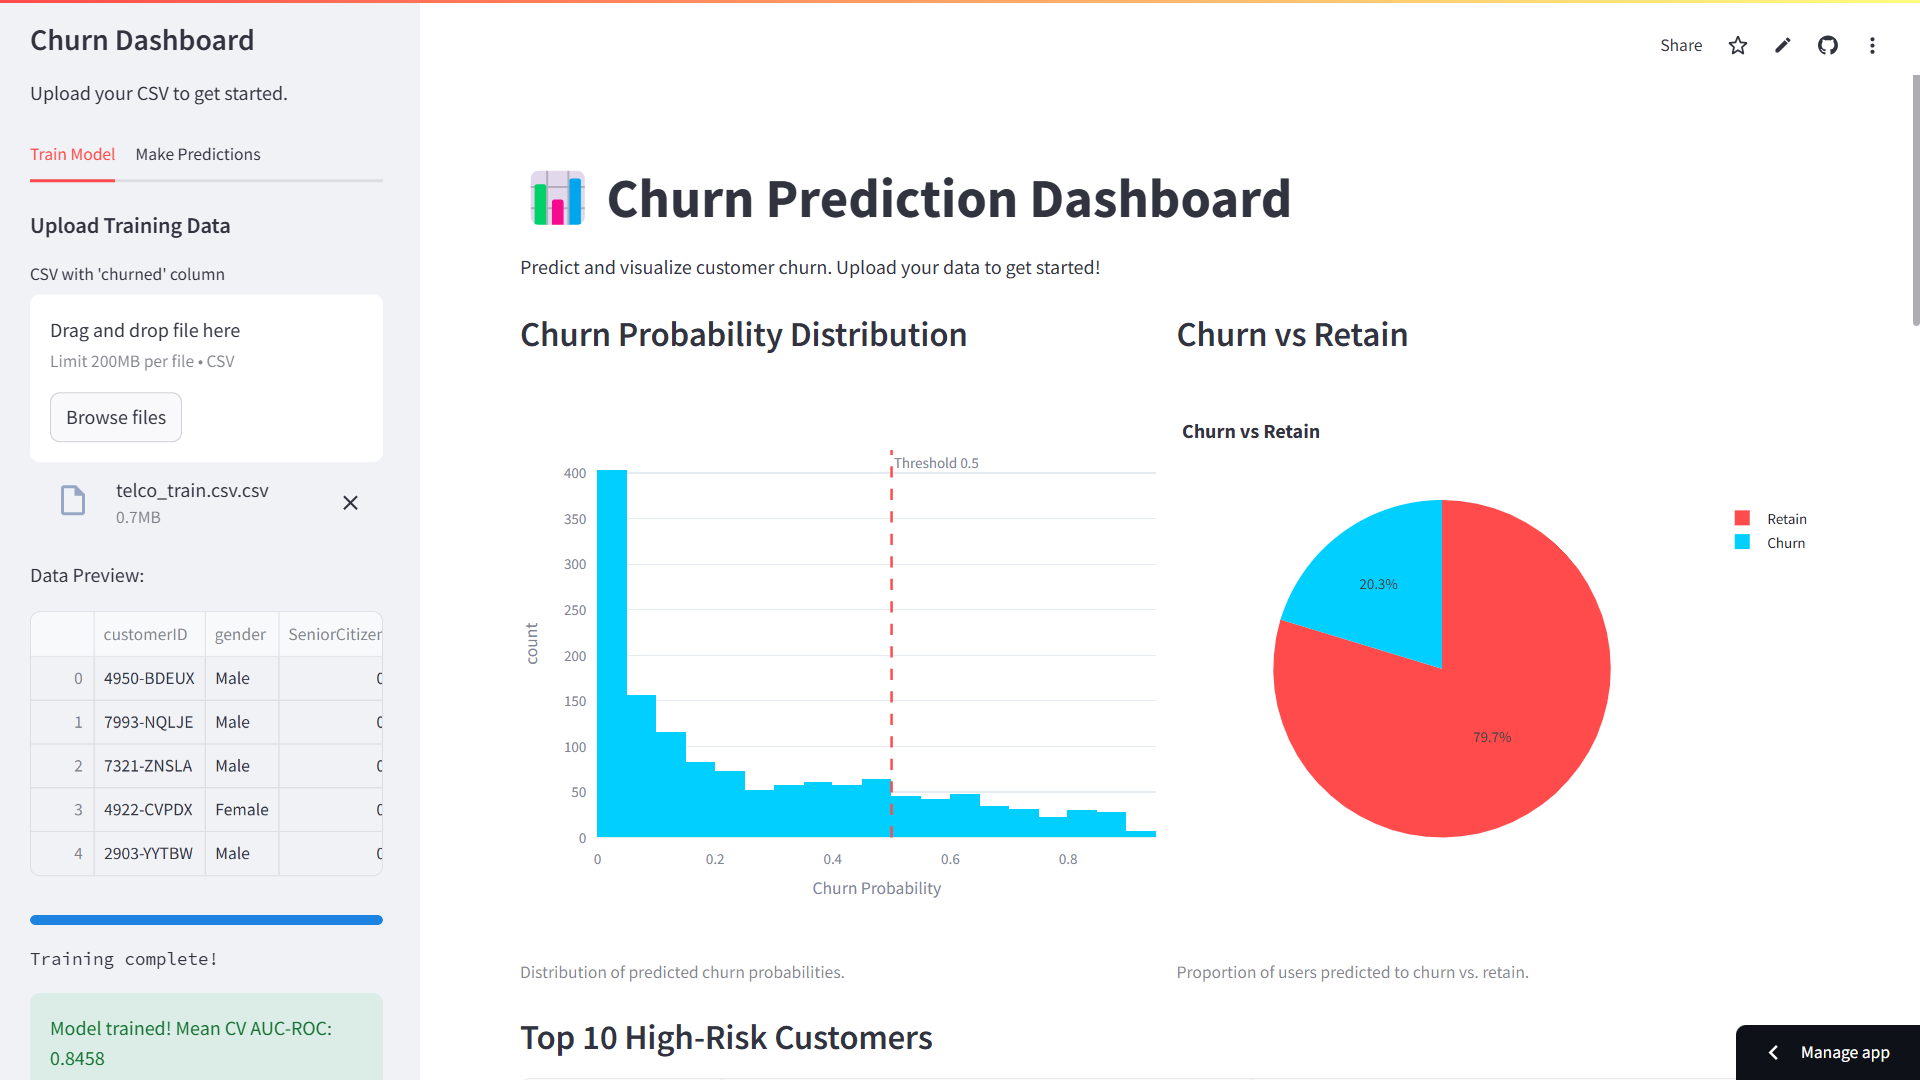 Churn Dashboard
Upload your CSV to get started.
Train Model
Make Predictions
Upload Training Data
CSV with 'churned' column
Drag and drop file here
Limit 200MB per file • CSV
Browse files
telco_train.csv.csv
0.7MB
Data Preview:
customerID gender SeniorCitizen
0 4950-BDEUX Male 0
1 7993-NQLJE Male 0
2 7321-ZNSLA Male 0
3 4922-CVPDX Female 0
4 2903-YYTBW Male 0
Training complete!
Model trained! Mean CV AUC-ROC:
0.8458
Share
Churn Prediction Dashboard
Predict and visualize customer churn. Upload your data to get started!
Churn Probability Distribution
Threshold 0.5
400
350
300
250
200
150
100
50
0
count
0 0.2 0.4 0.6 0.8
Churn Probability
Distribution of predicted churn probabilities.
Churn vs Retain
Churn vs Retain
Retain
Churn
20.3%
79.7%
Proportion of users predicted to churn vs. retain.
Top 10 High-Risk Customers
Manage app